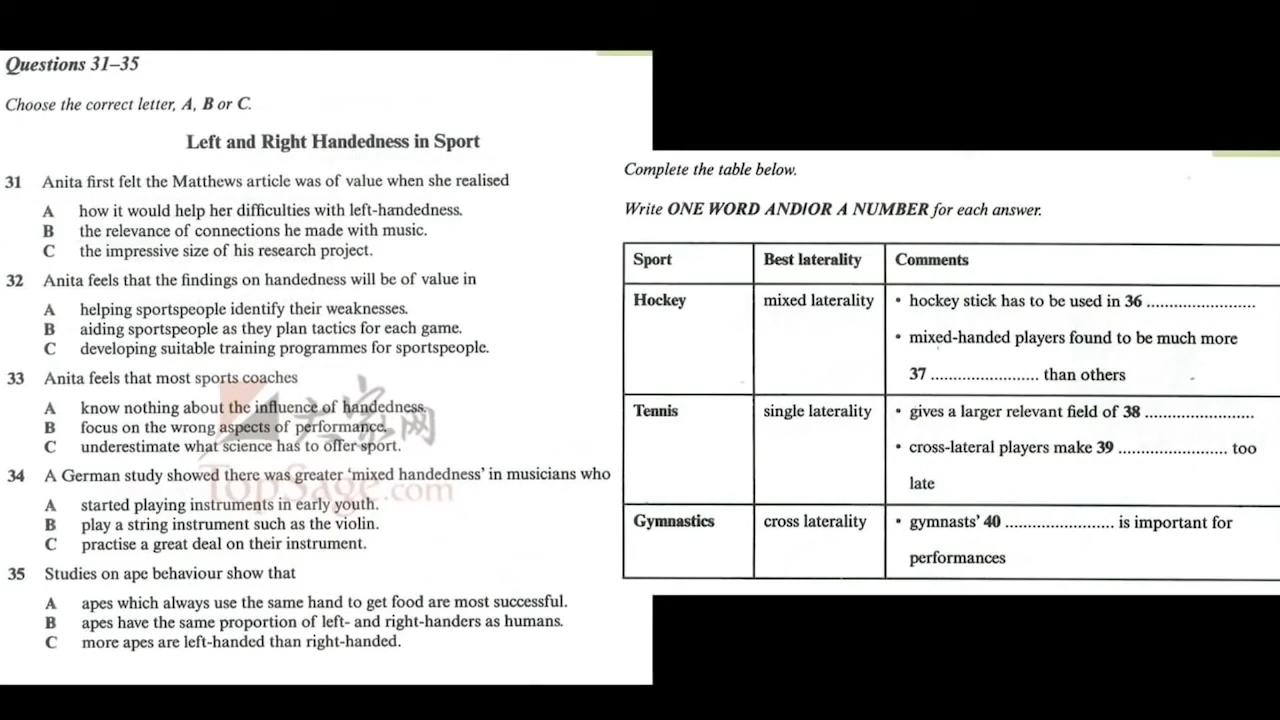 Questions 31–35
Choose the correct letter, A, B or C.
Left and Right Handedness in Sport
31 Anita first felt the Matthews article was of value when she realised
A how it would help her difficulties with left-handedness.
B the relevance of connections he made with music.
C the impressive size of his research project.
32 Anita feels that the findings on handedness will be of value in
A helping sportspeople identify their weaknesses.
B aiding sportspeople as they plan tactics for each game.
C developing suitable training programmes for sportspeople.
33 Anita feels that most sports coaches
A know nothing about the influence of handedness.
B focus on the wrong aspects of performance.
C underestimate what science has to offer sport.
34 A German study showed there was greater ‘mixed handedness’ in musicians who
A started playing instruments in early youth.
B play a string instrument such as the violin.
C practise a great deal on their instrument.
35 Studies on ape behaviour show that
A apes which always use the same hand to get food are most successful.
B apes have the same proportion of left- and right-handers as humans.
C more apes are left-handed than right-handed.
TopSage.com
Complete the table below.
Write ONE WORD AND/OR A NUMBER for each answer.
Sport Best laterality Comments
Hockey mixed laterality • hockey stick has to be used in 36 ........................
• mixed-handed players found to be much more
37 ........................ than others
Tennis single laterality • gives a larger relevant field of 38 ........................
• cross-lateral players make 39 ........................ too
late
Gymnastics cross laterality • gymnasts’ 40 ........................ is important for
performances